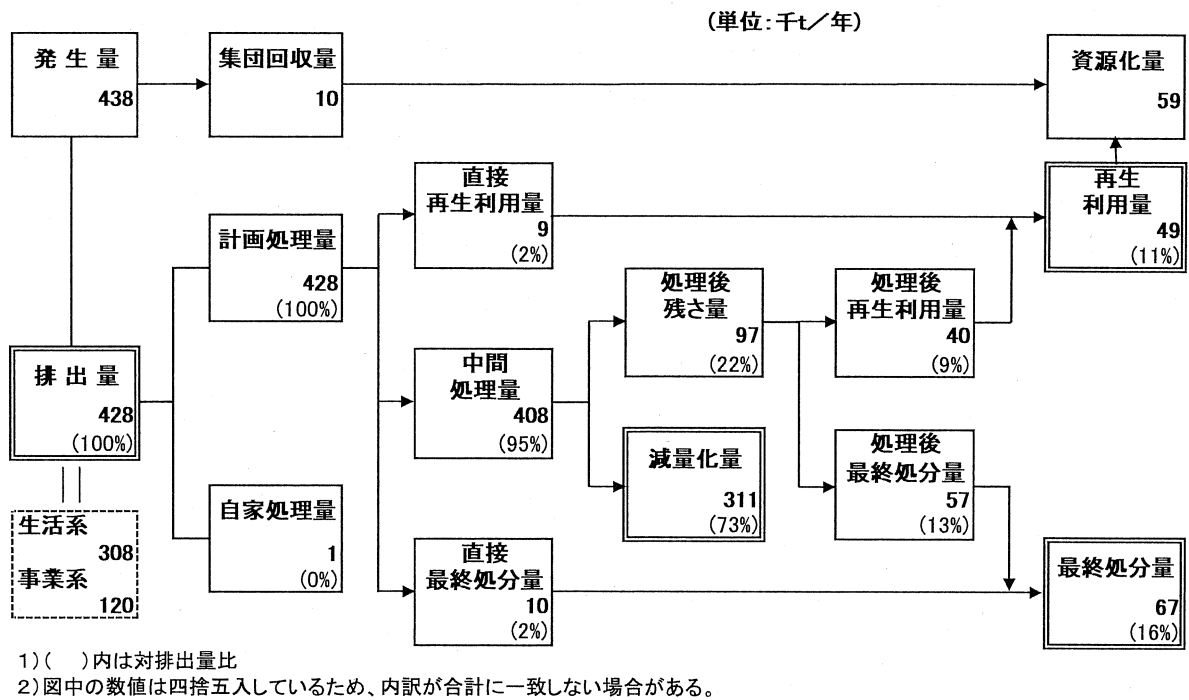 (単位:千t/年)
発生量
438
集団回収量
10
資源化量
59
直接
再生利用量
9
(2%)
再生
利用量
49
(11%)
計画処理量
428
(100%)
処理後
残さ量
97
(22%)
処理後
再生利用量
40
(9%)
排出量
428
(100%)
中間
処理量
408
(95%)
減量化量
311
(73%)
処理後
最終処分量
57
(13%)
生活系
308
事業系
120
自家処理量
1
(0%)
直接
最終処分量
10
(2%)
最終処分量
67
(16%)
1)( )内は対排出量比
2)図中の数値は四捨五入しているため、内訳が合計に一致しない場合がある。